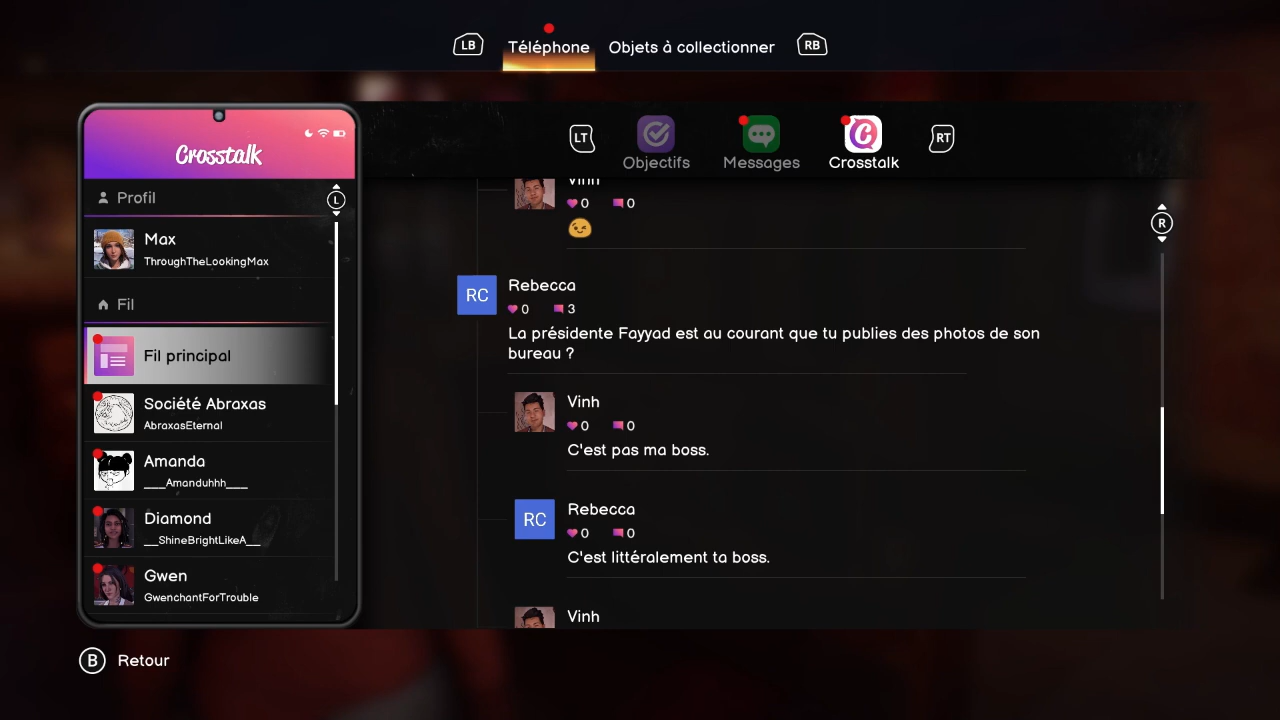 LB
Téléphone
Objets à collectionner
RB
Crosstalk
Profil
L
Max
ThroughTheLookingMax
Fil
Fil principal
Société Abraxas
AbraxasEternal
Amanda
___Amanduhhh___
Diamond
__ShineBrightLikeA__
Gwen
GwenchantForTrouble
LT
Objectifs
Messages
Crosstalk
RT
R
Vinh
0 0
RC
Rebecca
0 3
La présidente Fayyad est au courant que tu publies des photos de son
bureau ?
Vinh
0 0
C'est pas ma boss.
RC
Rebecca
0 0
C'est littéralement ta boss.
Vinh
B Retour